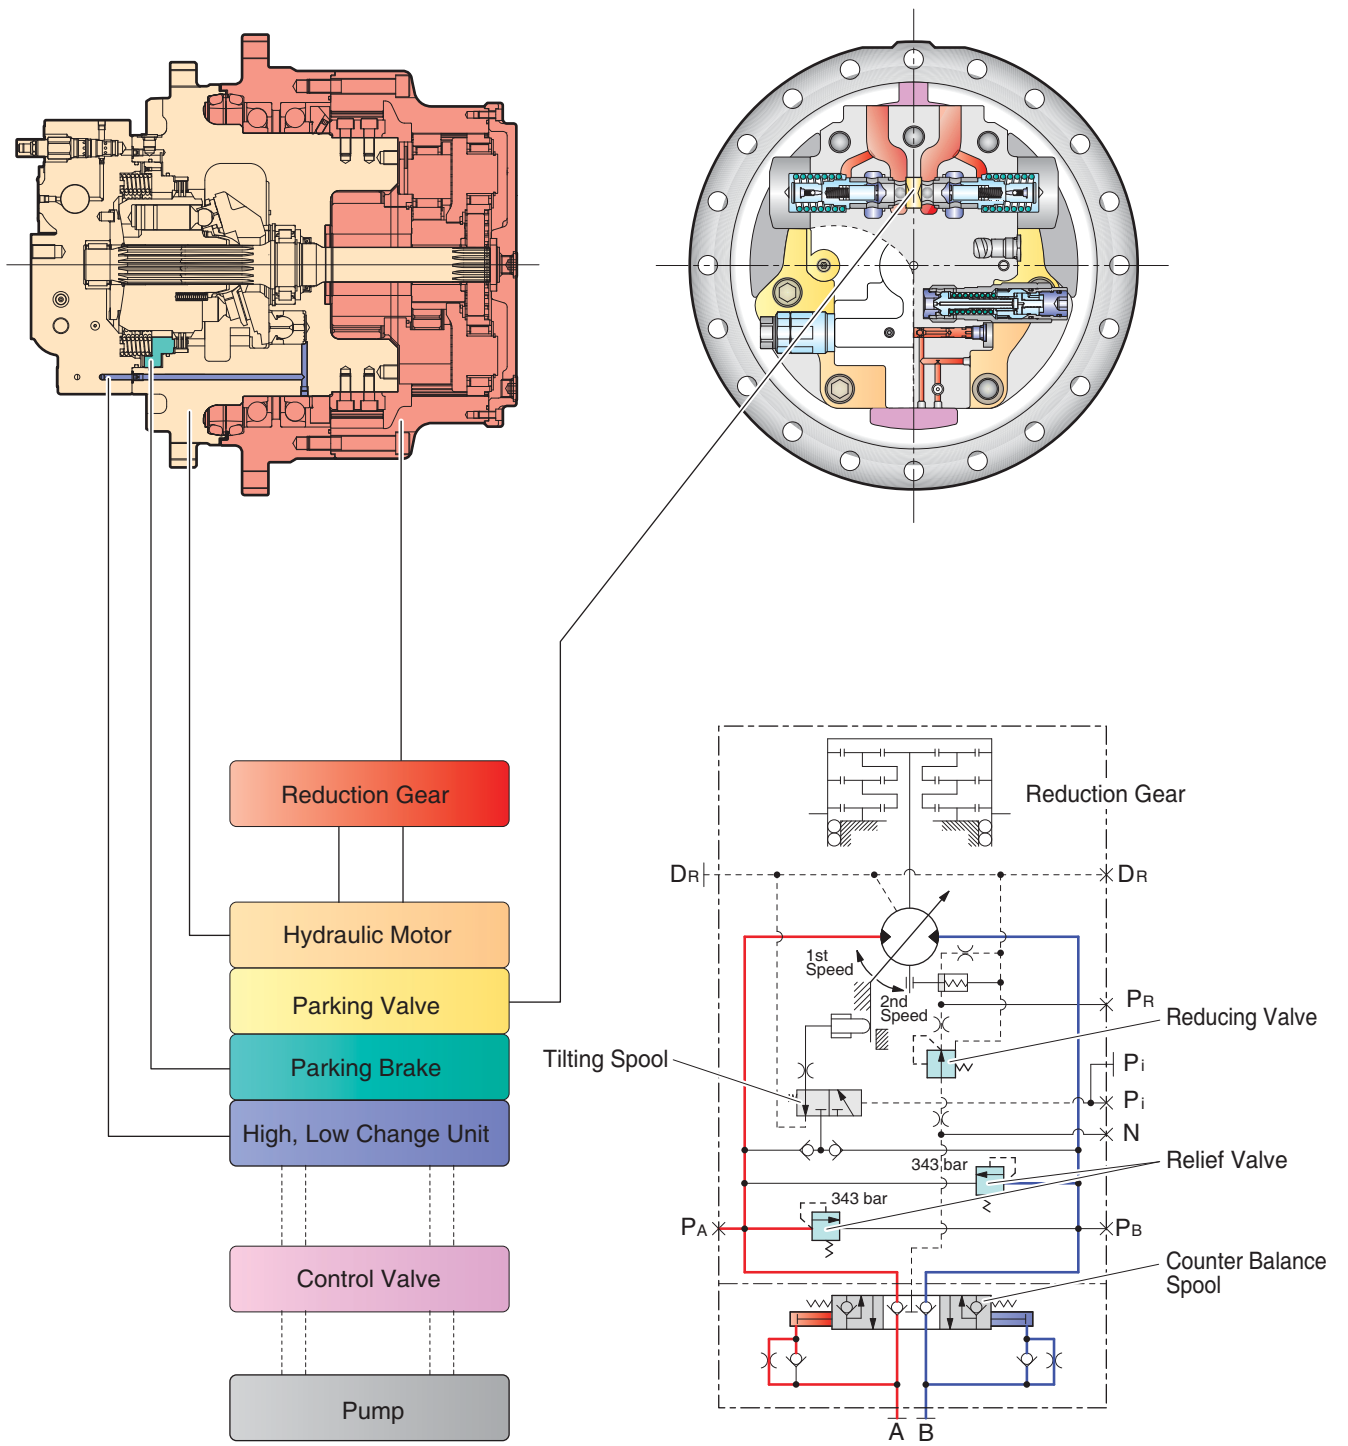 Reduction Gear
Hydraulic Motor
Parking Valve
Parking Brake
High, Low Change Unit
Control Valve
Pump
Reduction Gear
DR
DR
1st
Speed
2nd
Speed
PR
Reducing Valve
Tilting Spool
Pi
Pi
N
343 bar
Relief Valve
343 bar
PA
PB
Counter Balance
Spool
A B